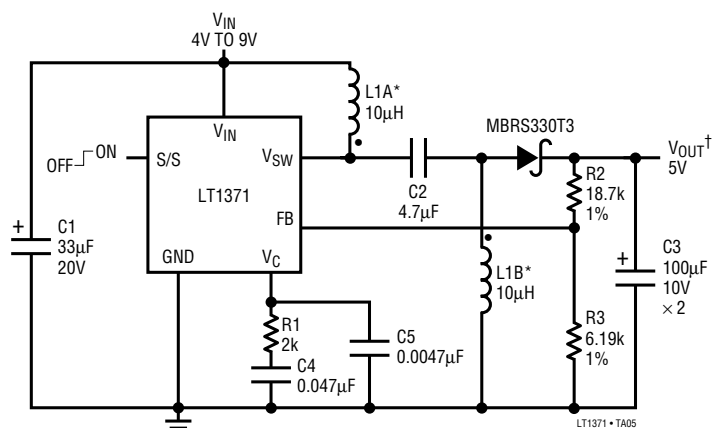 VIN
4V TO 9V
L1A*
10µH
MBRS330T3
VOUT†
5V
ON
OFF
VIN
S/S
VSW
LT1371
FB
GND
VC
C2
4.7µF
R2
18.7k
1%
C1
+
33µF
20V
L1B*
10µH
C3
+
100µF
10V
× 2
R1
2k
C4
0.047µF
C5
0.0047µF
R3
6.19k
1%
LT1371 • TA05